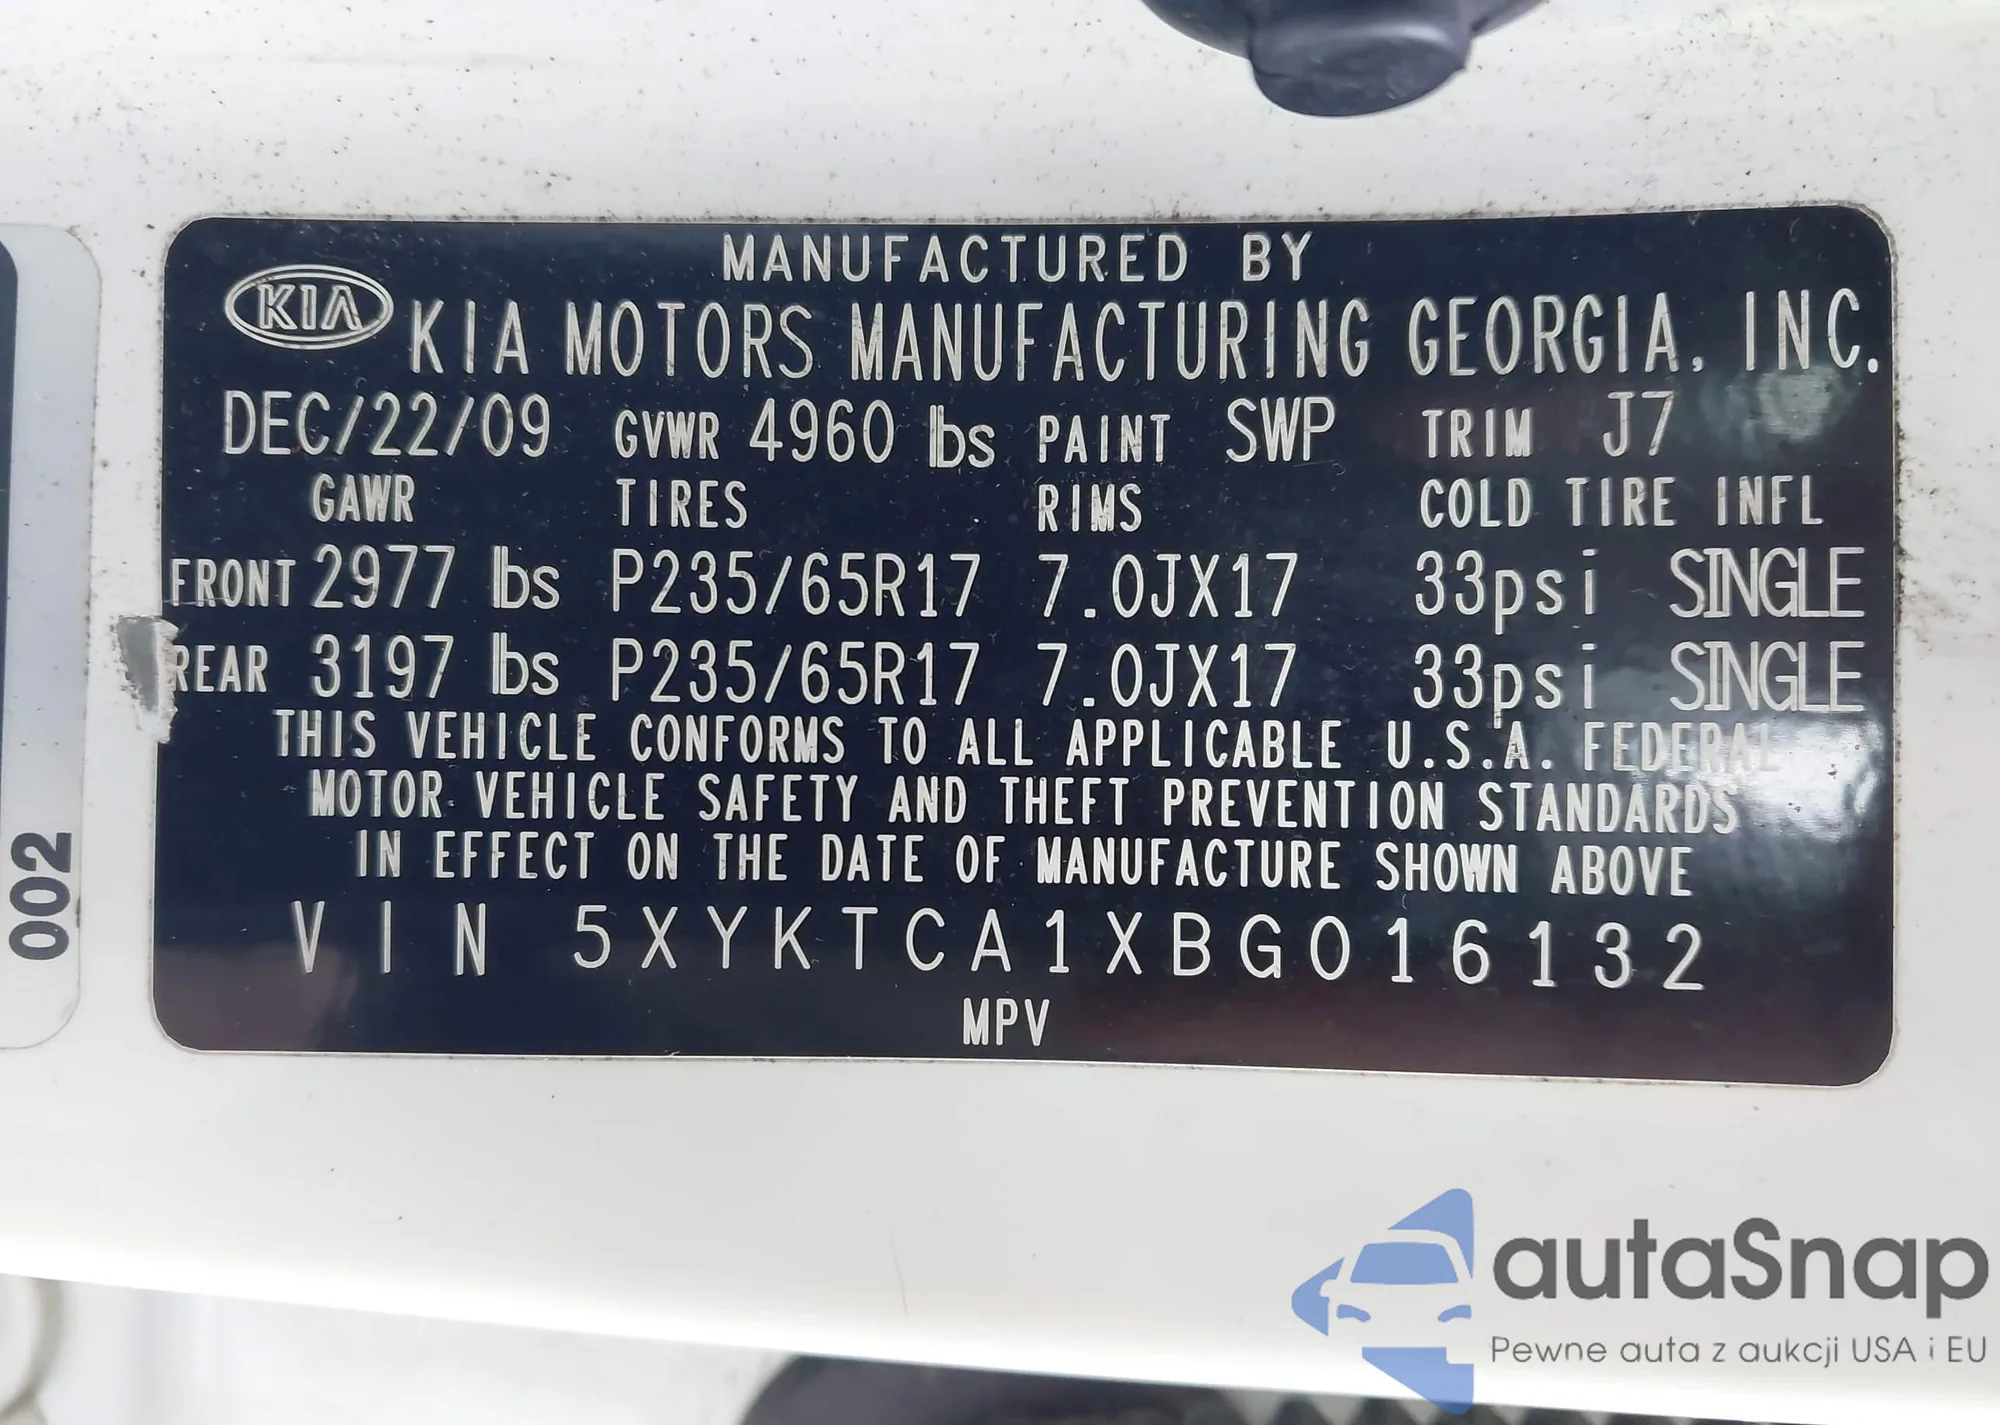 MANUFACTURED BY
KIA KIA MOTORS MANUFACTURING GEORGIA, INC.
DEC/22/09 GVWR 4960 lbs PAINT SWP TRIM J7
GAWR TIRES RIMS COLD TIRE INFL
FRONT 2977 lbs P235/65R17 7.0JX17 33psi SINGLE
REAR 3197 lbs P235/65R17 7.0JX17 33psi SINGLE
THIS VEHICLE CONFORMS TO ALL APPLICABLE U.S.A. FEDERAL
MOTOR VEHICLE SAFETY AND THEFT PREVENTION STANDARDS
IN EFFECT ON THE DATE OF MANUFACTURE SHOWN ABOVE
VIN 5XYKTCA1XBG016132
MPV
002
autaSnap
Pewne auta z aukcji USA i EU